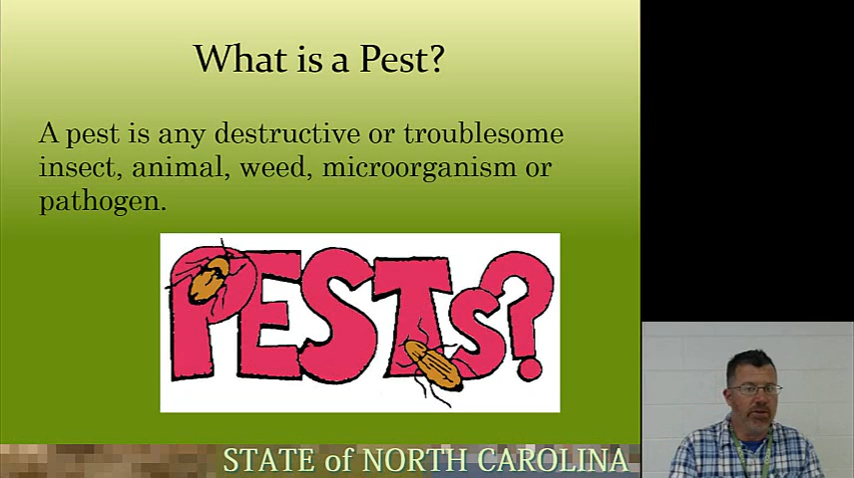 What is a Pest?
A pest is any destructive or troublesome
insect, animal, weed, microorganism or
pathogen.
PESTS?
STATE of NORTH CAROLINA